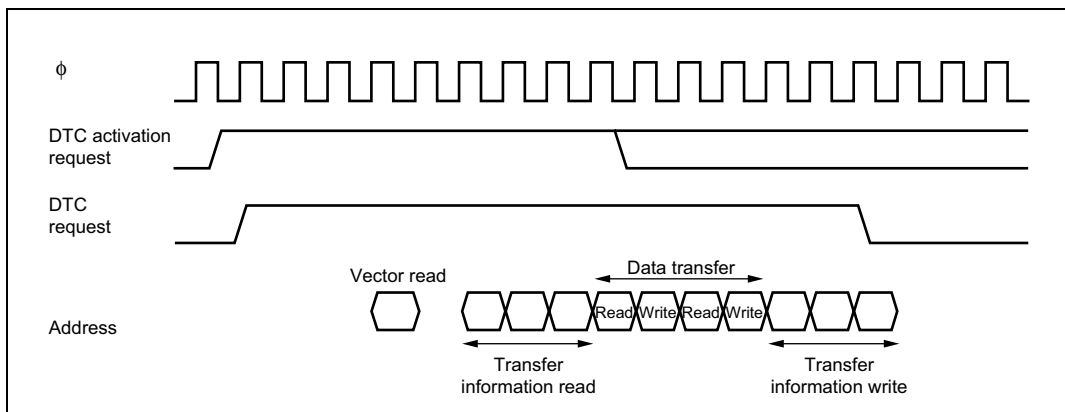 ϕ
DTC activation
request
DTC
request
Vector read
Data transfer
Address
Read Write Read Write
Transfer
information read
Transfer
information write